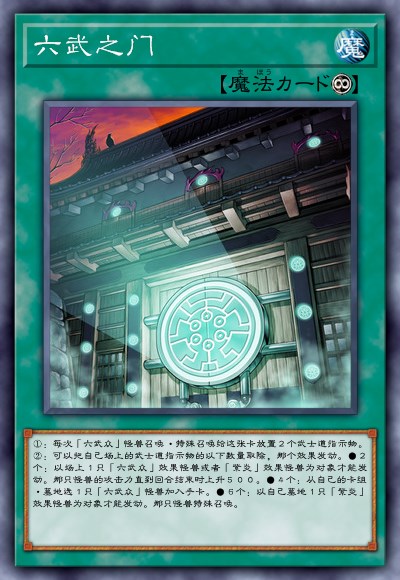 六武之门
魔
【魔法カード】
まほう
①：每次「六武众」怪兽召唤・特殊召唤给这张卡放置２个武士道指示物。
②：可以把自己场上的武士道指示物的以下数量取除，那个效果发动。●２
个：以场上１只「六武众」效果怪兽或者「紫炎」效果怪兽为对象才能发
动。那只怪兽的攻击力直到回合结束时上升５００。●４个：从自己的卡组
・墓地选１只「六武众」怪兽加入手卡。●６个：以自己墓地１只「紫炎」
效果怪兽为对象才能发动。那只怪兽特殊召唤。